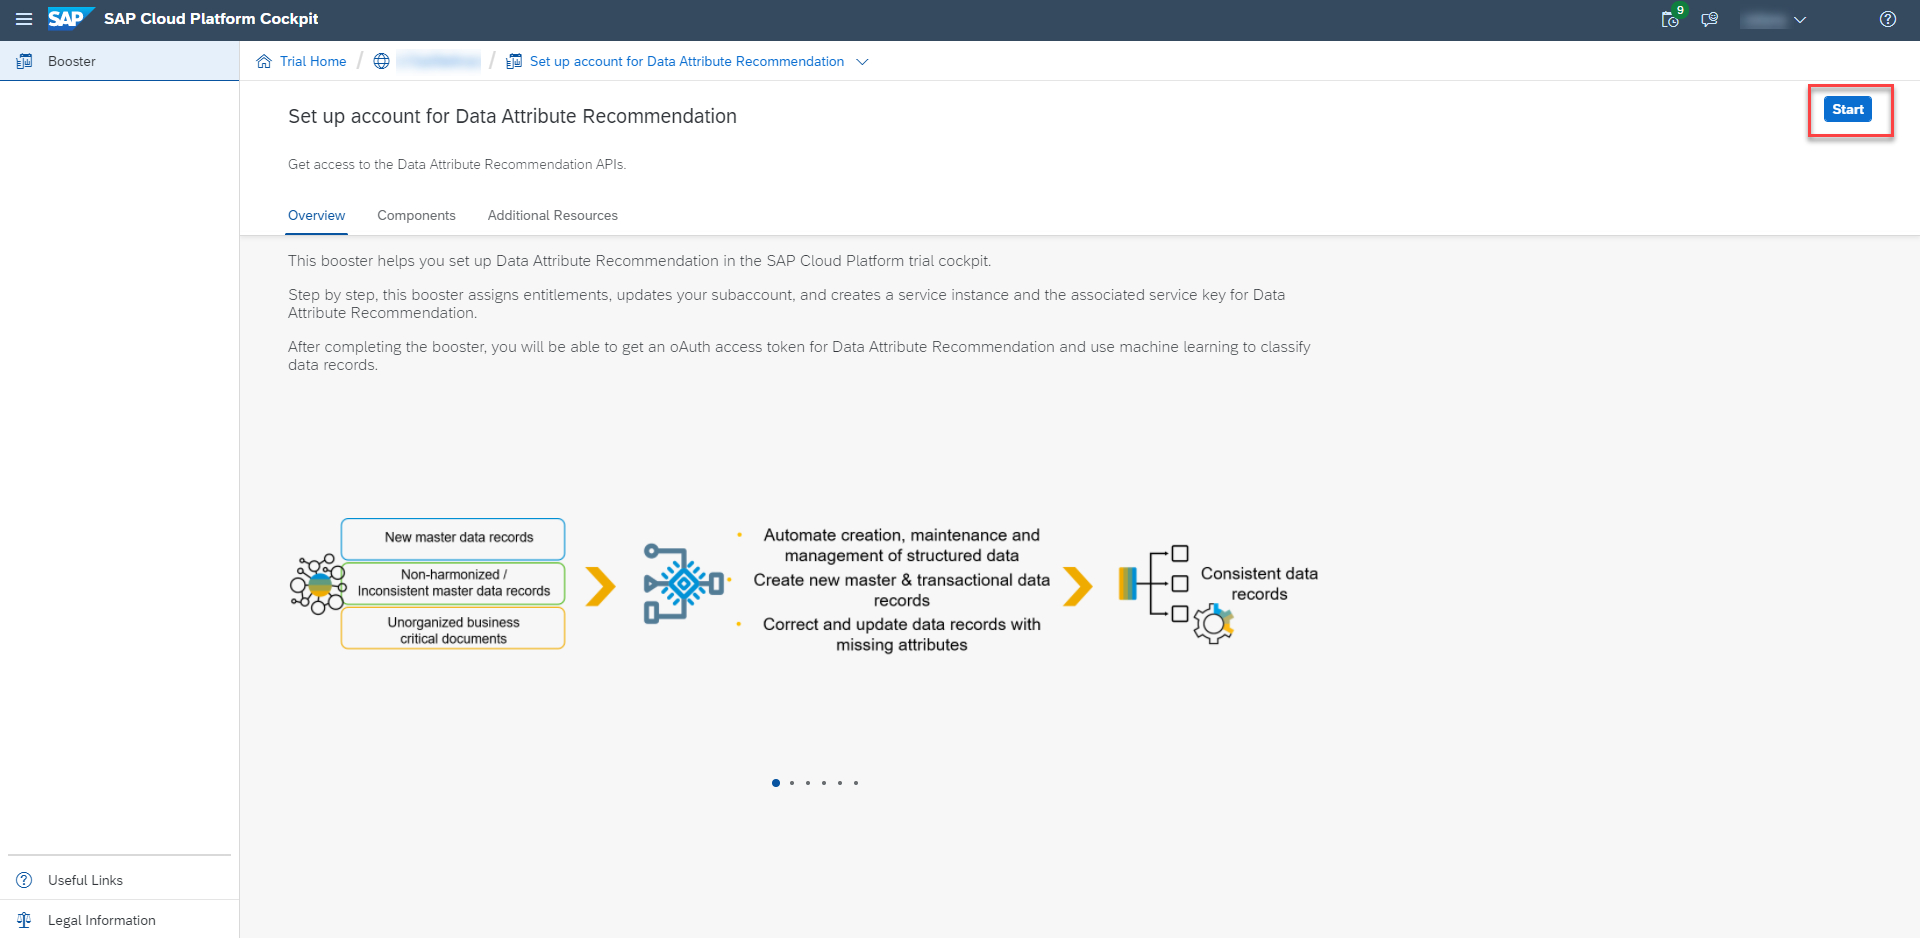 SAP SAP Cloud Platform Cockpit
9
Booster
Trial Home / / Set up account for Data Attribute Recommendation
Set up account for Data Attribute Recommendation
Start
Get access to the Data Attribute Recommendation APIs.
Overview Components Additional Resources
This booster helps you set up Data Attribute Recommendation in the SAP Cloud Platform trial cockpit.
Step by step, this booster assigns entitlements, updates your subaccount, and creates a service instance and the associated service key for Data
Attribute Recommendation.
After completing the booster, you will be able to get an oAuth access token for Data Attribute Recommendation and use machine learning to classify
data records.
New master data records
Non-harmonized /
Inconsistent master data records
Unorganized business
critical documents
• Automate creation, maintenance and
management of structured data
• Create new master & transactional data
records
• Correct and update data records with
missing attributes
Consistent data
records
Useful Links
Legal Information